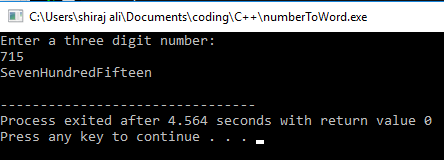 C:\Users\shiraj ali\Documents\coding\C++\numberToWord.exe
Enter a three digit number:
715
SevenHundredFifteen
--------------------------------
Process exited after 4.564 seconds with return value 0
Press any key to continue . . .